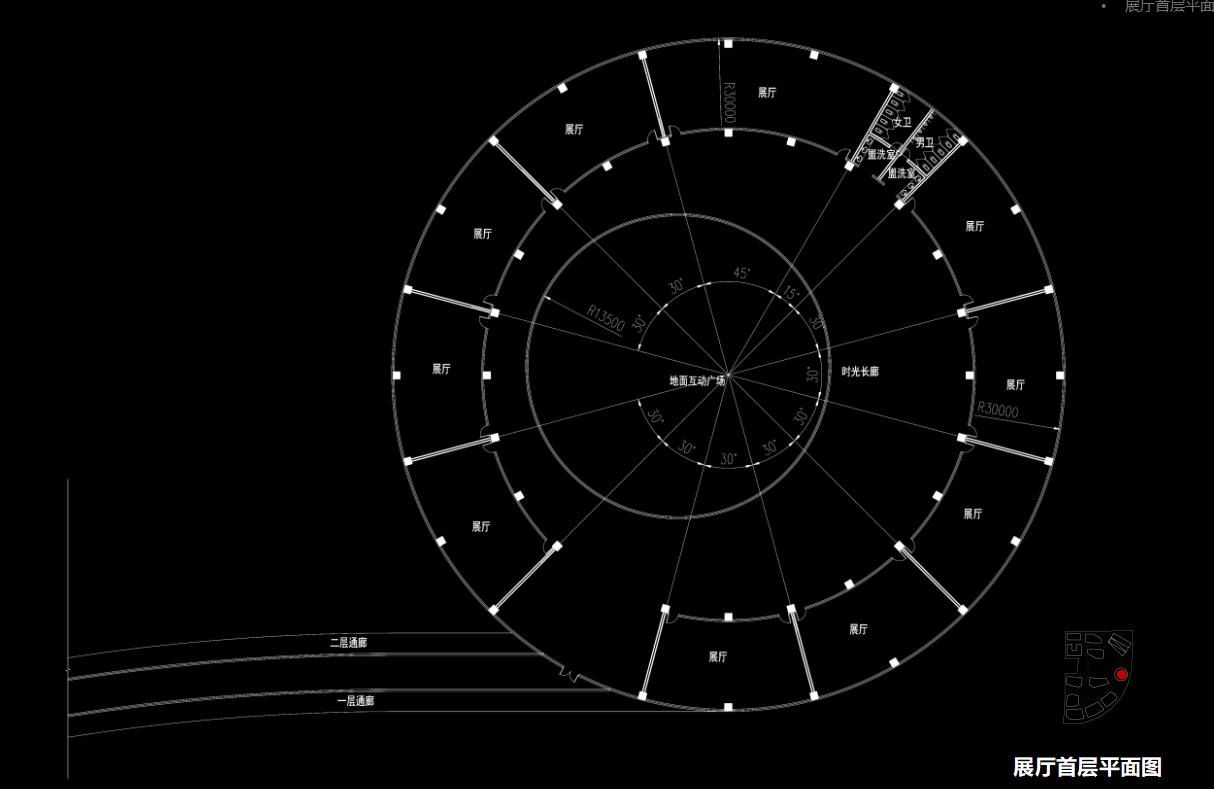 展厅首层平面
R30000
展厅
女卫
展厅
男卫
盥洗室
盥洗室
展厅
展厅
45°
30°
15°
R13500
30°
30°
展厅
地面互动广场
时光长廊
30°
展厅
R30000
30°
30°
30°
30°
30°
展厅
展厅
展厅
展厅
二层通廊
一层通廊
展厅首层平面图